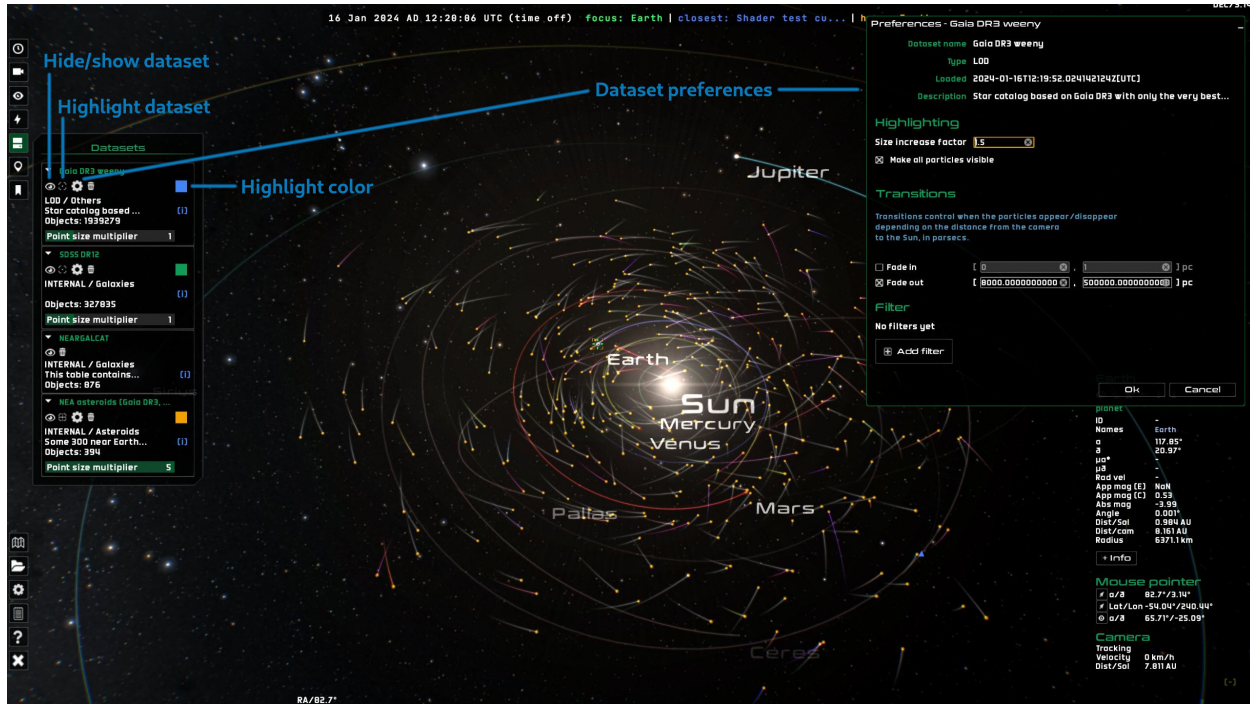 DEC/3.14
16 Jan 2024 AD 12:20:06 UTC (time off) focus: Earth | closest: Shader test cu... |
Hide/show dataset
Highlight dataset
Dataset preferences
Highlight color
Datasets
Gaia DR3 weeny
LOD / Others
Star catalog based ...
[i]
Objects: 1939279
Point size multiplier 1
SDSS DR12
INTERNAL / Galaxies
[i]
Objects: 327835
Point size multiplier 1
NEARGALCAT
INTERNAL / Galaxies
This table contains...
[i]
Objects: 876
NEA asteroids (Gaia DR3, ...
INTERNAL / Asteroids
Some 300 near Earth...
[i]
Objects: 394
Point size multiplier 5
Sirius
Jupiter
Earth
Sun
Mercury
Venus
Mars
Pallas
Ceres
Preferences - Gaia DR3 weeny
Dataset name Gaia DR3 weeny
Type LOD
Loaded 2024-01-16T12:19:52.024142124Z[UTC]
Description Star catalog based on Gaia DR3 with only the very best...
Highlighting
Size increase factor 1.5
Make all particles visible
Transitions
Transitions control when the particles appear/disappear
depending on the distance from the camera
to the Sun, in parsecs.
Fade in [ 0 , 1 ] pc
Fade out [ 8000.0000000000 , 500000.00000000 ] pc
Filter
No filters yet
Add filter
Ok Cancel
Earth
planet
ID -
Names Earth
α 117.85°
δ 20.97°
μα* -
μδ -
Rad vel -
App mag (E) NaN
App mag (C) 0.53
Abs mag -3.99
Angle 0.001°
Dist/Sol 0.984 AU
Dist/cam 8.161 AU
Radius 6371.1 km
+ Info
Mouse pointer
α/δ 82.7°/3.14°
Lat/Lon -54.04°/240.44°
α/δ 65.71°/-25.09°
Camera
Tracking -
Velocity 0 km/h
Dist/Sol 7.811 AU
[-]
RA/82.7°